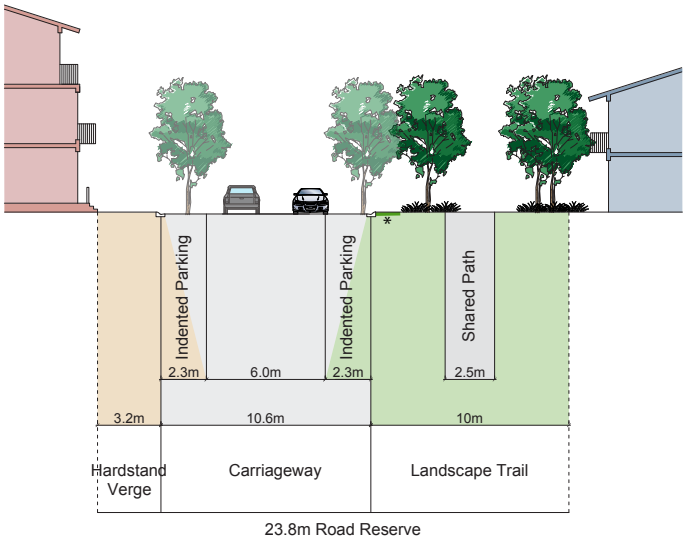 *
Indented Parking
Indented Parking
Shared Path
2.3m
6.0m
2.3m
2.5m
3.2m
10.6m
10m
Hardstand
Verge
Carriageway
Landscape Trail
23.8m Road Reserve